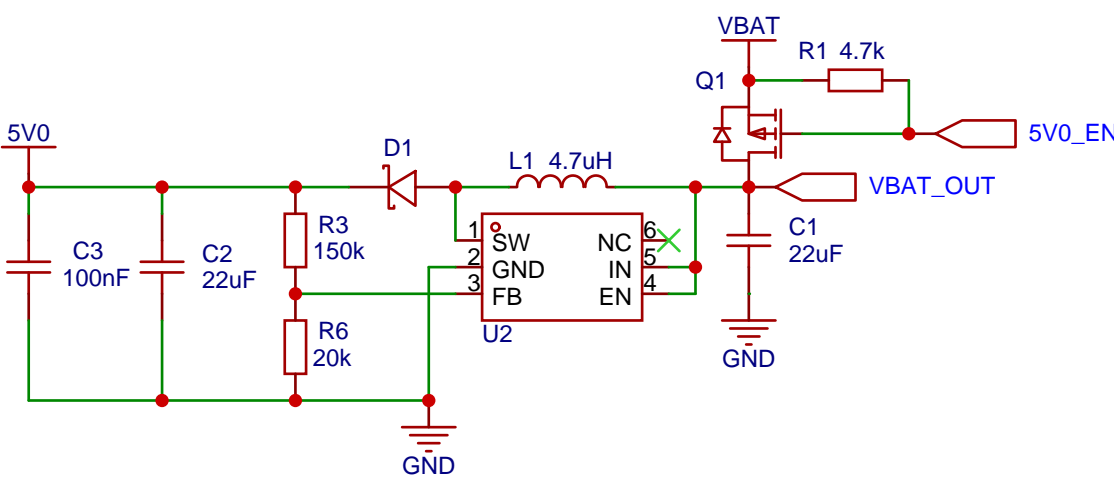 VBAT
R1 4.7k
Q1
5V0_EN
5V0
D1
L1 4.7uH
VBAT_OUT
C3
100nF
C2
22uF
R3
150k
1
SW
2
GND
3
FB
6
NC
5
IN
4
EN
U2
C1
22uF
R6
20k
GND
GND